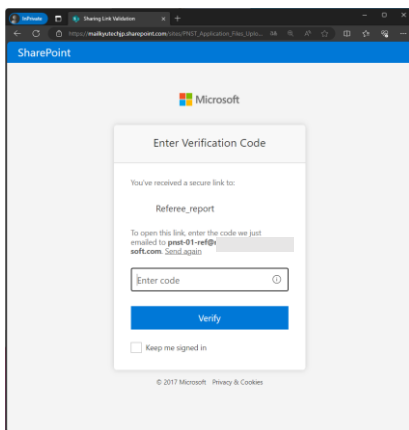 InPrivate
Sharing Link Validation
https://mailkyutechjp.sharepoint.com/sites/PNST_Application_Files_Uplo...
SharePoint
Microsoft
Enter Verification Code
You've received a secure link to:
Referee_report
To open this link, enter the code we just
emailed to pnst-01-ref@
soft.com. Send again
Enter code
Verify
Keep me signed in
© 2017 Microsoft Privacy & Cookies